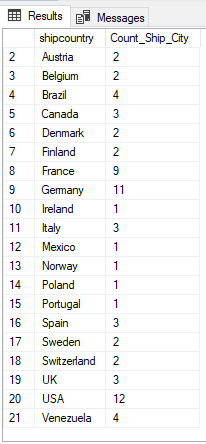 Results Messages
shipcountry Count_Ship_City
2 Austria 2
3 Belgium 2
4 Brazil 4
5 Canada 3
6 Denmark 2
7 Finland 2
8 France 9
9 Germany 11
10 Ireland 1
11 Italy 3
12 Mexico 1
13 Norway 1
14 Poland 1
15 Portugal 1
16 Spain 3
17 Sweden 2
18 Switzerland 2
19 UK 3
20 USA 12
21 Venezuela 4